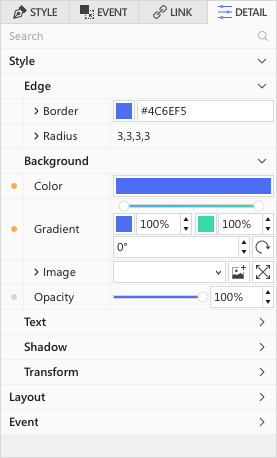 STYLE EVENT LINK DETAIL
Search
Style
Edge
Border #4C6EF5
Radius 3,3,3,3
Background
Color
Gradient 100% 100%
0°
Image
Opacity 100%
Text
Shadow
Transform
Layout
Event